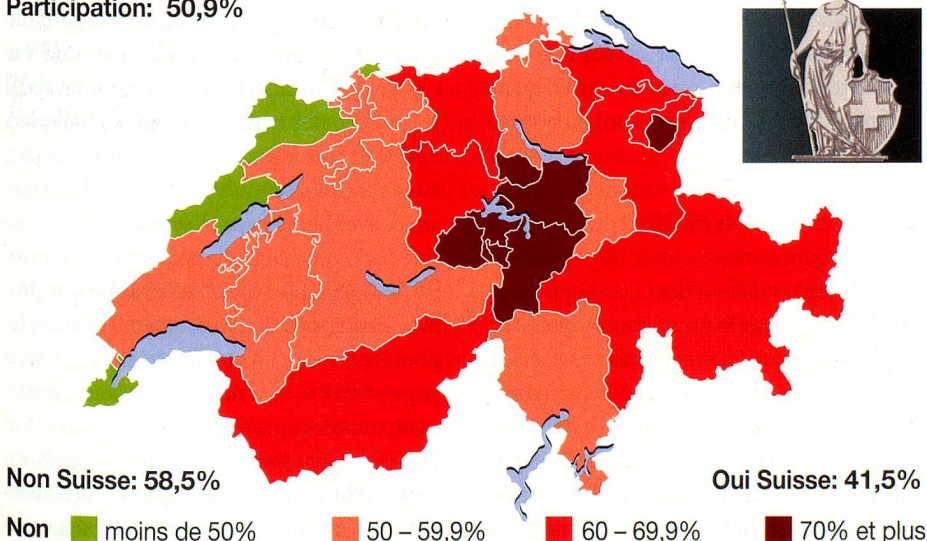 Participation: 50,9%
Non Suisse: 58,5%
Oui Suisse: 41,5%
Non moins de 50% 50 – 59,9% 60 – 69,9% 70% et plus